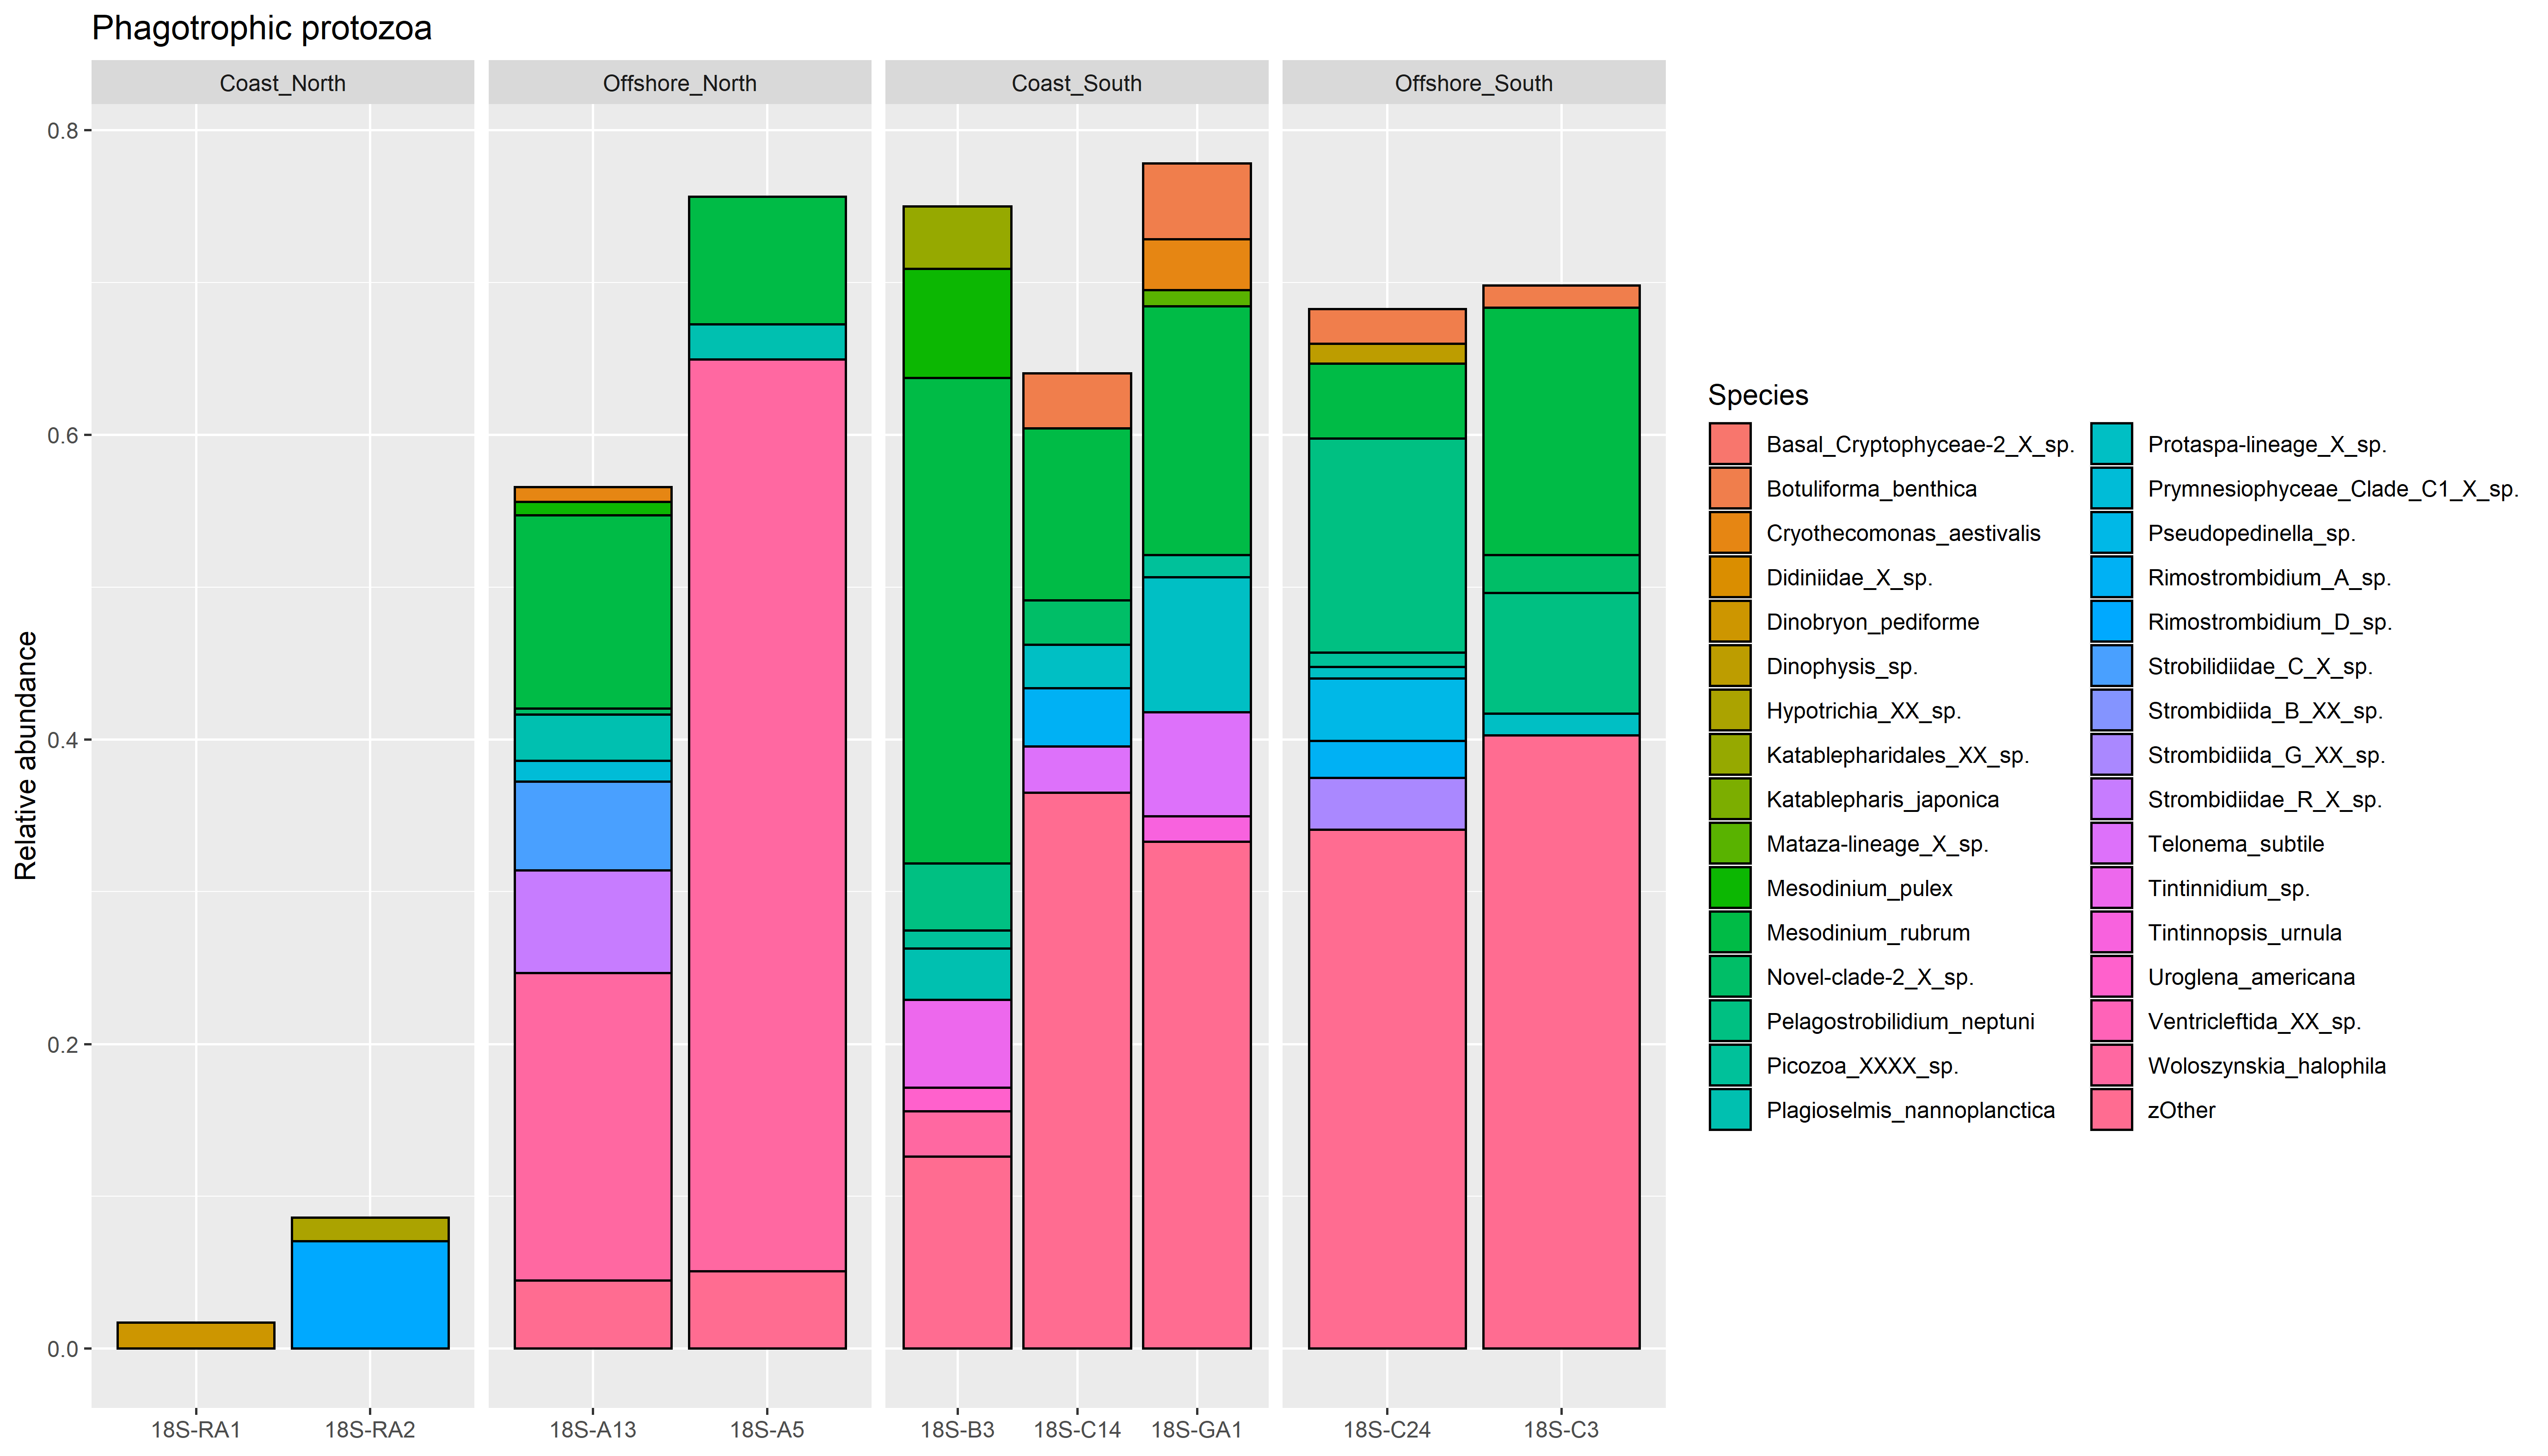 Phagotrophic protozoa
Coast_North
Offshore_North
Coast_South
Offshore_South
0.8
0.6
0.4
0.2
0.0
Relative abundance
18S-RA1
18S-RA2
18S-A13
18S-A5
18S-B3
18S-C14
18S-GA1
18S-C24
18S-C3
Species
Basal_Cryptophyceae-2_X_sp.
Botuliforma_benthica
Cryothecomonas_aestivalis
Didiniidae_X_sp.
Dinobryon_pediforme
Dinophysis_sp.
Hypotrichia_XX_sp.
Katablepharidales_XX_sp.
Katablepharis_japonica
Mataza-lineage_X_sp.
Mesodinium_pulex
Mesodinium_rubrum
Novel-clade-2_X_sp.
Pelagostrobilidium_neptuni
Picozoa_XXXX_sp.
Plagioselmis_nannoplanctica
Protaspa-lineage_X_sp.
Prymnesiophyceae_Clade_C1_X_sp.
Pseudopedinella_sp.
Rimostrombidium_A_sp.
Rimostrombidium_D_sp.
Strobilidiidae_C_X_sp.
Strombidiida_B_XX_sp.
Strombidiida_G_XX_sp.
Strombidiidae_R_X_sp.
Telonema_subtile
Tintinnidium_sp.
Tintinnopsis_urnula
Uroglena_americana
Ventricleftida_XX_sp.
Woloszynskia_halophila
zOther